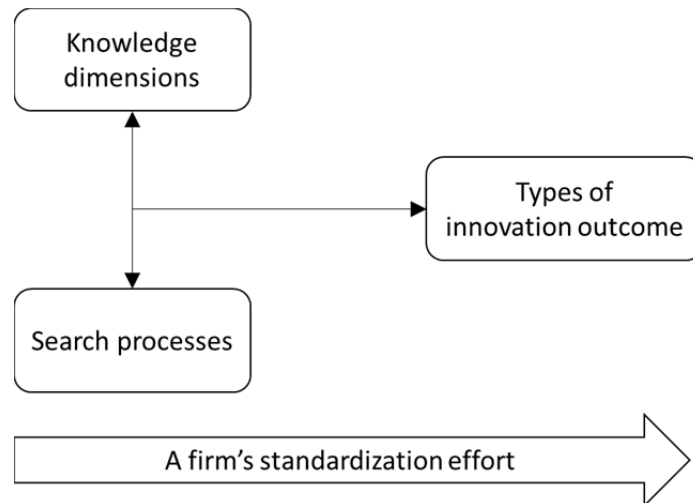 Knowledge
dimensions
Types of
innovation outcome
Search processes
A firm's standardization effort